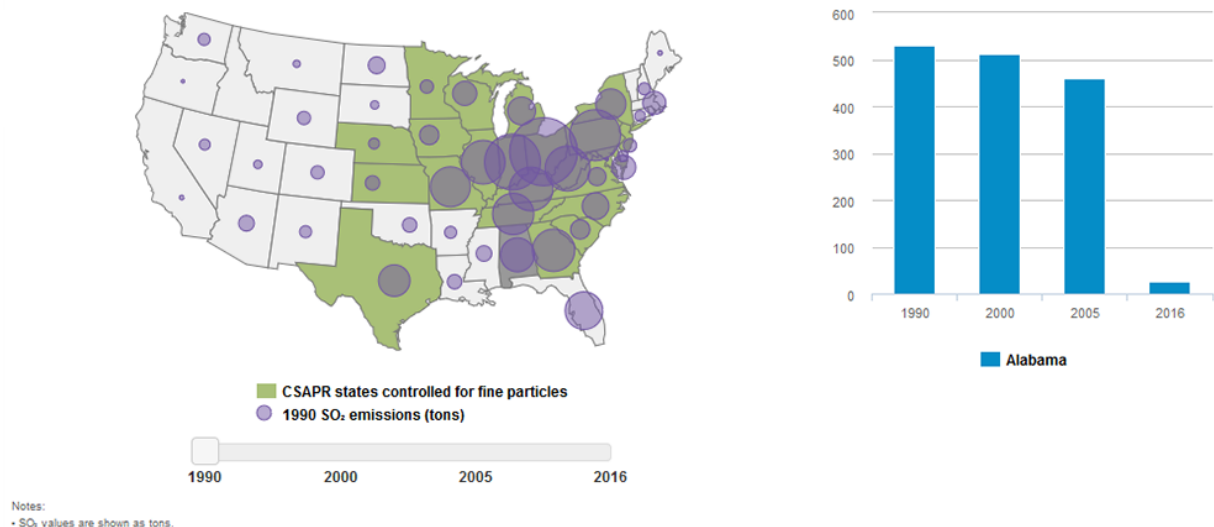 600
500
400
300
200
100
0
1990 2000 2005 2016
Alabama
CSAPR states controlled for fine particles
1990 SO₂ emissions (tons)
1990 2000 2005 2016
Notes:
• SO₂ values are shown as tons.